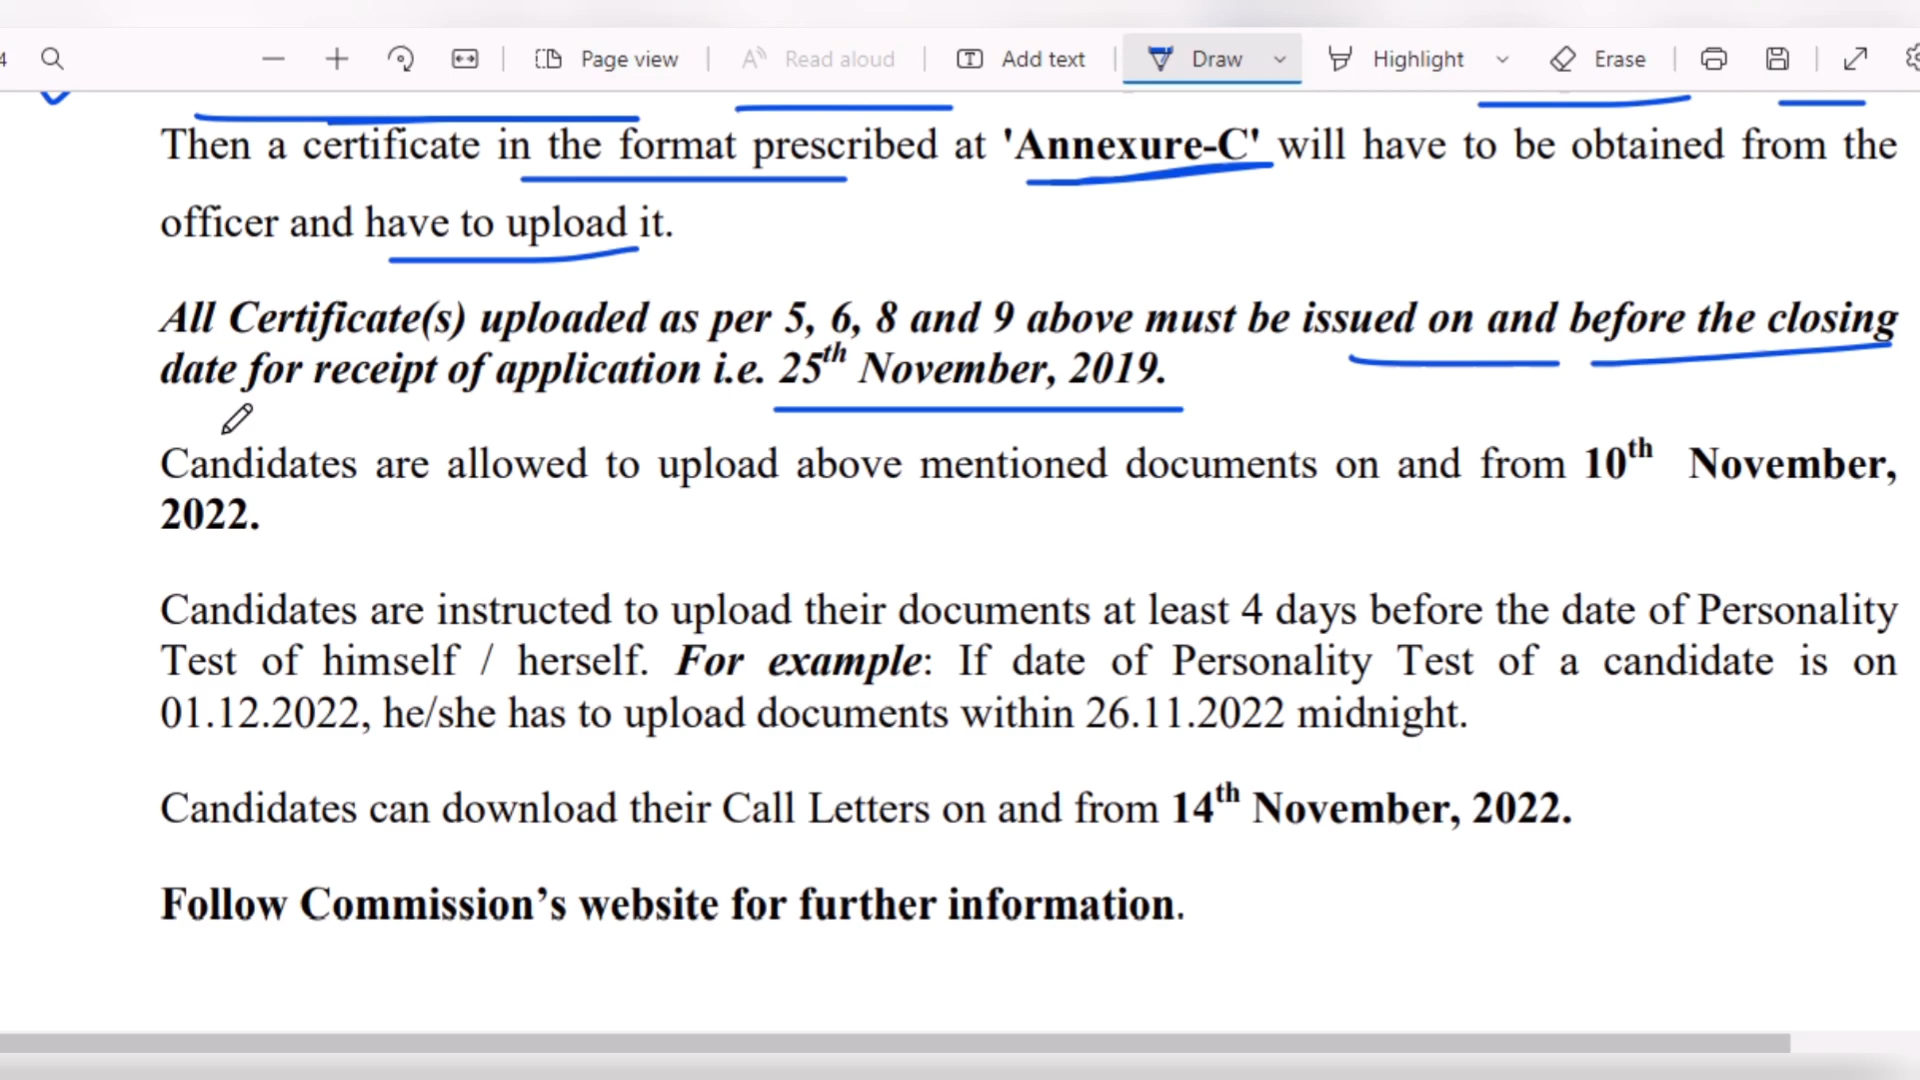 4 Page view Read aloud Add text Draw Highlight Erase
Then a certificate in the format prescribed at 'Annexure-C' will have to be obtained from the
officer and have to upload it.
All Certificate(s) uploaded as per 5, 6, 8 and 9 above must be issued on and before the closing
date for receipt of application i.e. 25th November, 2019.
Candidates are allowed to upload above mentioned documents on and from 10th November,
2022.
Candidates are instructed to upload their documents at least 4 days before the date of Personality
Test of himself / herself. For example: If date of Personality Test of a candidate is on
01.12.2022, he/she has to upload documents within 26.11.2022 midnight.
Candidates can download their Call Letters on and from 14th November, 2022.
Follow Commission’s website for further information.